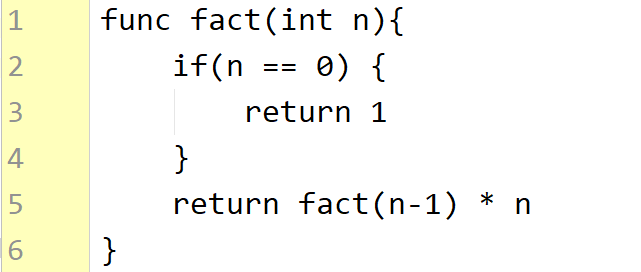 1 func fact(int n){
2     if(n == 0) {
3         return 1
4     }
5     return fact(n-1) * n
6 }